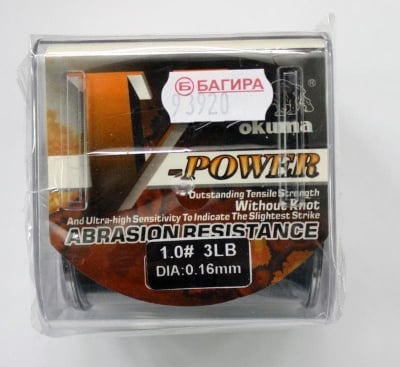 Б БАГИРА
93920
®
okuma
V-POWER
Outstanding Tensile Strength
Without Knot
And Ultra-high Sensitivity To Indicate The Slightest Strike
ABRASION RESISTANCE
1.0# 3LB
DIA:0.16mm